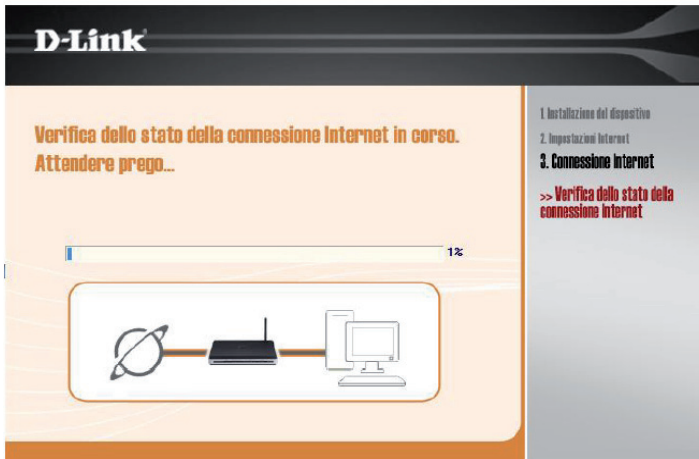 D-Link
Verifica dello stato della connessione Internet in corso.
Attendere prego...
1%
1. Installazione del dispositivo
2. Impostazioni Internet
3. Connessione Internet
>> Verifica dello stato della
connessione Internet